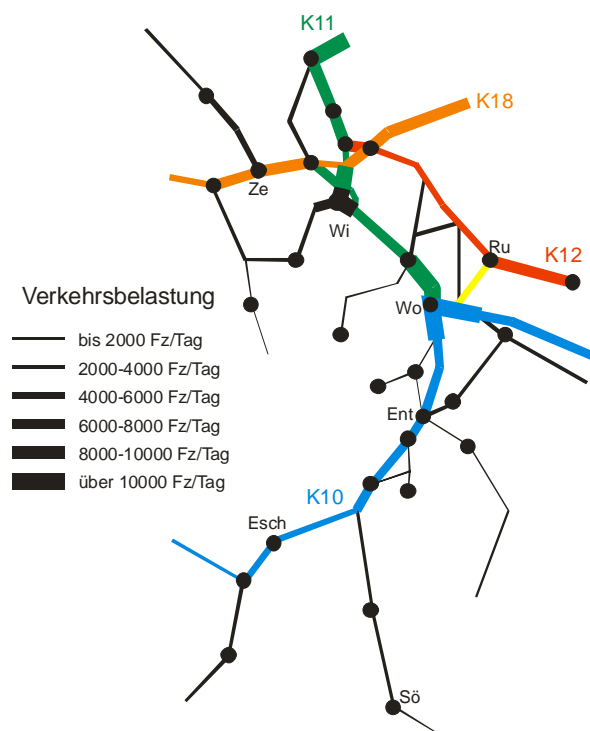 K11
K18
Ze
Wi
Ru
K12
Verkehrsbelastung
Wo
bis 2000 Fz/Tag
2000-4000 Fz/Tag
4000-6000 Fz/Tag
6000-8000 Fz/Tag
8000-10000 Fz/Tag
über 10000 Fz/Tag
Ent
K10
Esch
Sö